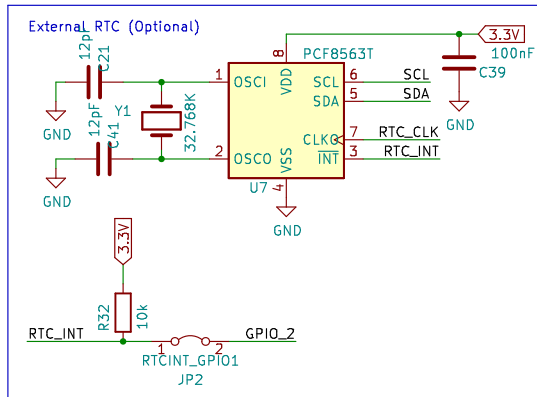 External RTC (Optional)
12pF
C21
12pF
C41
GND
GND
Y1
32.768K
1
2
OSCI
OSCO
8
VDD
PCF8563T
SCL
SDA
CLKO
INT
VSS
U7
4
GND
6
5
7
3
SCL
SDA
RTC_CLK
RTC_INT
3.3V
100nF
C39
GND
3.3V
R32
10k
RTC_INT
1
2
GPIO_2
RTCINT_GPIO1
JP2